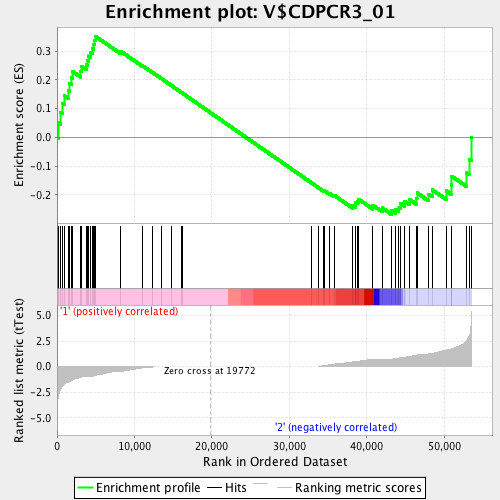 Enrichment plot: V$CDPCR3_01
Enrichment score (ES)
0.3
0.2
0.1
0.0
-0.1
-0.2
'1' (positively correlated)
Ranked list metric (tTest)
5.0
2.5
0.0
-2.5
-5.0
Zero cross at 19772
'2' (negatively correlated)
0 10,000 20,000 30,000 40,000 50,000
Rank in Ordered Dataset
Enrichment profile Hits Ranking metric scores